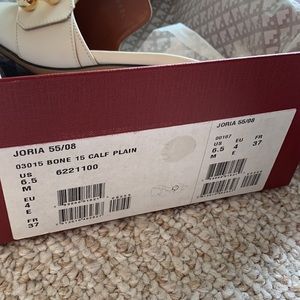 JORIA 55/08
03015 BONE 15 CALF PLAIN
US 6.5 M
6221100
EU 4 E
FR 37
JORIA 55/08
00187
US 6.5 M
EU 4 E
FR 37